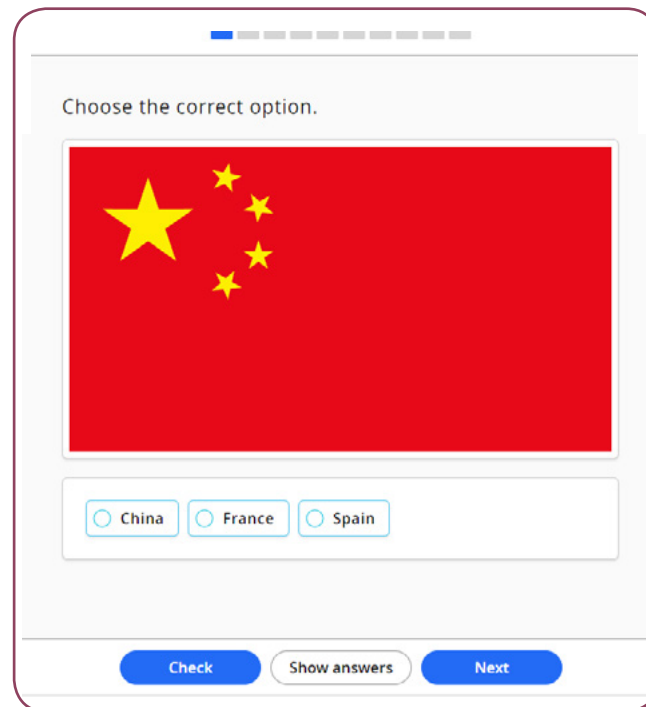 Choose the correct option.
China France Spain
Check Show answers Next